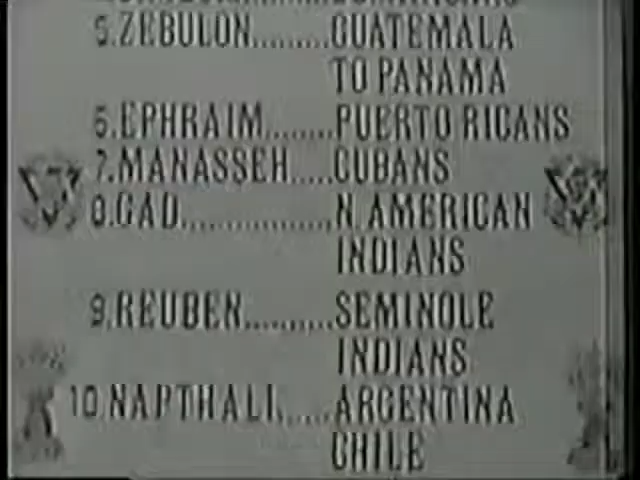 5.ZEBULON.........GUATEMALA
TO PANAMA
6.EPHRAIM........PUERTO RICANS
7.MANASSEH.....CUBANS
8.GAD.................N.AMERICAN
INDIANS
9.REUBEN..........SEMINOLE
INDIANS
10.NAPTHALI.....ARGENTINA
CHILE